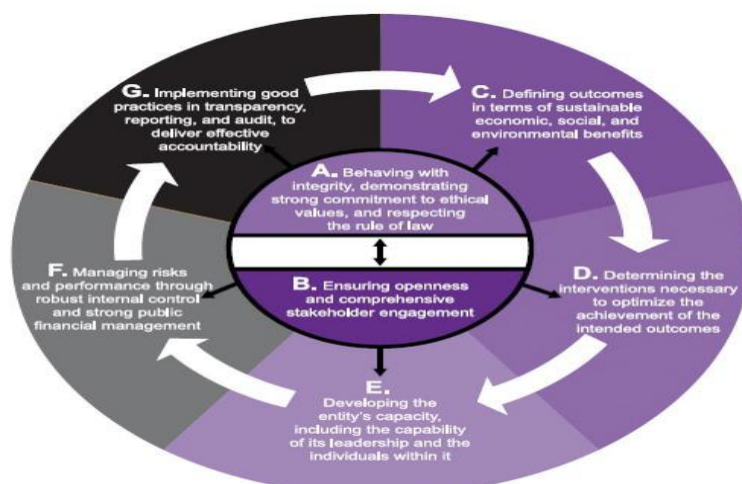 G. Implementing good
practices in transparency,
reporting, and audit, to
deliver effective
accountability
C. Defining outcomes
in terms of sustainable
economic, social, and
environmental benefits
A. Behaving with
integrity, demonstrating
strong commitment to ethical
values, and respecting
the rule of law
B. Ensuring openness
and comprehensive
stakeholder engagement
F. Managing risks
and performance through
robust internal control
and strong public
financial management
D. Determining the
interventions necessary
to optimize the
achievement of the
intended outcomes
E.
Developing the
entity's capacity,
including the capability
of its leadership and the
individuals within it